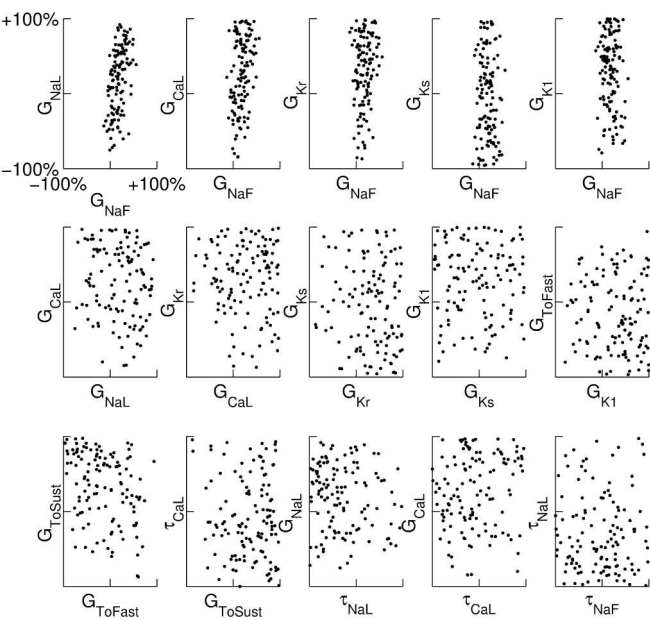 +100%
G_NaL
−100%
−100% +100%
G_NaF
G_CaL
G_NaF
G_Kr
G_NaF
G_Ks
G_NaF
G_K1
G_NaF
G_CaL
G_NaL
G_Kr
G_CaL
G_Ks
G_Kr
G_K1
G_Ks
G_ToFast
G_K1
G_ToSust
G_ToFast
τ_CaL
G_ToSust
G_NaL
τ_NaL
G_CaL
τ_CaL
τ_NaL
τ_NaF